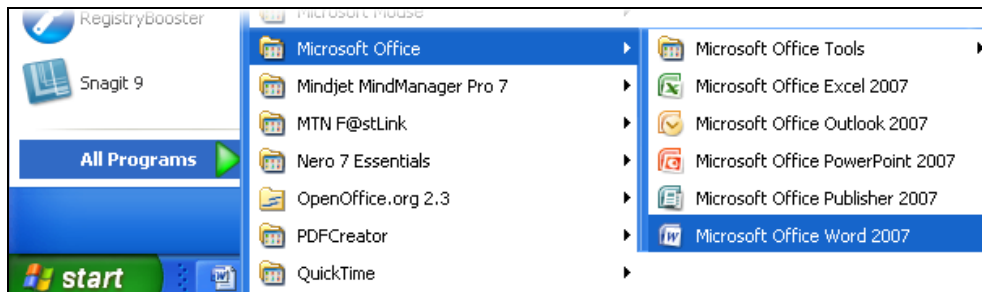 RegistryBooster
Snagit 9
All Programs
start
Microsoft Mouse
Microsoft Office
Mindjet MindManager Pro 7
MTN F@stLink
Nero 7 Essentials
OpenOffice.org 2.3
PDFCreator
QuickTime
Microsoft Office Tools
Microsoft Office Excel 2007
Microsoft Office Outlook 2007
Microsoft Office PowerPoint 2007
Microsoft Office Publisher 2007
Microsoft Office Word 2007